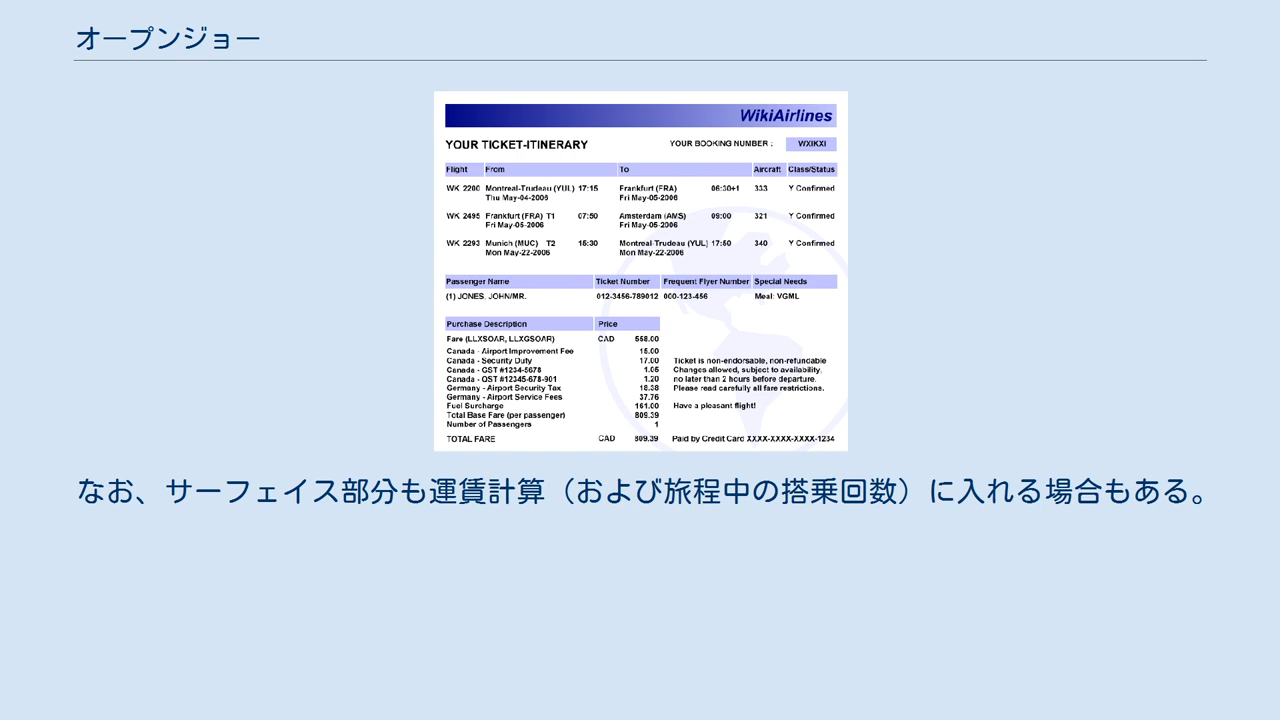 オープンジョー
WikiAirlines
YOUR TICKET-ITINERARY YOUR BOOKING NUMBER : WXIKXI
Flight From To Aircraft Class/Status
WK 2200 Montreal-Trudeau (YUL) 17:15 Frankfurt (FRA) 06:30+1 333 Y Confirmed
Thu May-04-2006 Fri May-05-2006
WK 2495 Frankfurt (FRA) T1 07:50 Amsterdam (AMS) 09:00 321 Y Confirmed
Fri May-05-2006 Fri May-05-2006
WK 2293 Munich (MUC) T2 15:30 Montreal-Trudeau (YUL) 17:50 340 Y Confirmed
Mon May-22-2006 Mon May-22-2006
Passenger Name Ticket Number Frequent Flyer Number Special Needs
(1) JONES, JOHN/MR. 012-3456-789012 000-123-456 Meal: VGML
Purchase Description Price
Fare (LLXSOAR, LLXGSOAR) CAD 558.00
Canada - Airport Improvement Fee 15.00
Canada - Security Duty 17.00 Ticket is non-endorsable, non-refundable
Canada - GST #1234-5678 1.05 Changes allowed, subject to availability,
Canada - QST #12345-678-901 1.20 no later than 2 hours before departure.
Germany - Airport Security Tax 18.38 Please read carefully all fare restrictions.
Germany - Airport Service Fees 37.76
Fuel Surcharge 161.00 Have a pleasant flight!
Total Base Fare (per passenger) 809.39
Number of Passengers 1
TOTAL FARE CAD 809.39 Paid by Credit Card XXXX-XXXX-XXXX-1234
なお、サーフェイス部分も運賃計算（および旅程中の搭乗回数）に入れる場合もある。